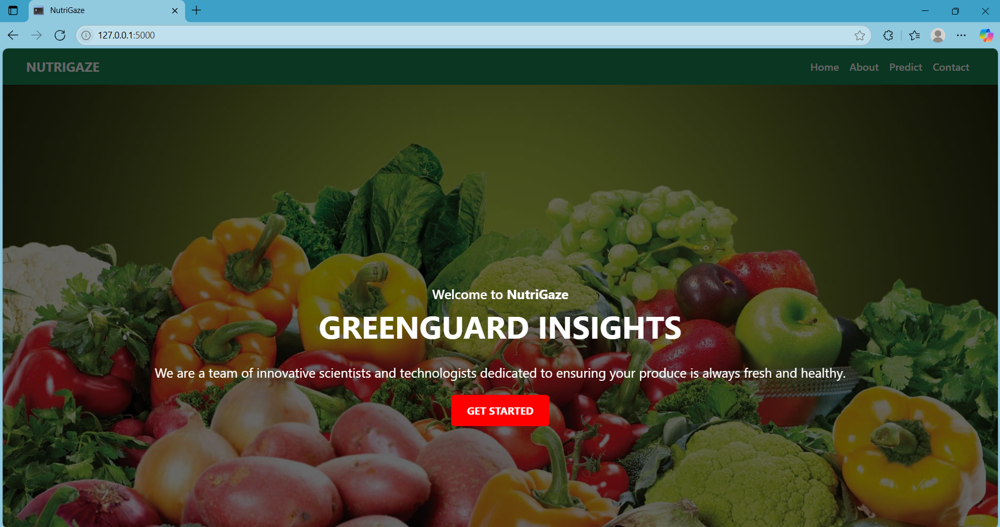 NutriGaze
127.0.0.1:5000
NUTRIGAZE
Home About Predict Contact
Welcome to NutriGaze
GREENGUARD INSIGHTS
We are a team of innovative scientists and technologists dedicated to ensuring your produce is always fresh and healthy.
GET STARTED